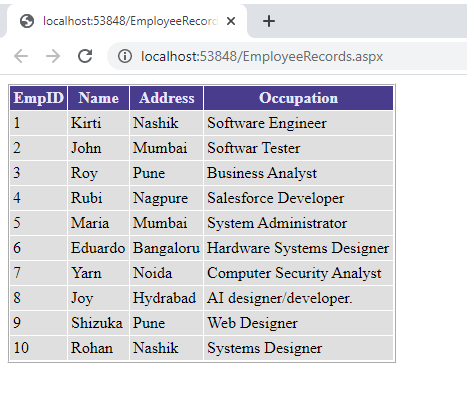 localhost:53848/EmployeeRecord
localhost:53848/EmployeeRecords.aspx
EmpID Name Address Occupation
1 Kirti Nashik Software Engineer
2 John Mumbai Softwar Tester
3 Roy Pune Business Analyst
4 Rubi Nagpure Salesforce Developer
5 Maria Mumbai System Administrator
6 Eduardo Bangaloru Hardware Systems Designer
7 Yarn Noida Computer Security Analyst
8 Joy Hydrabad AI designer/developer.
9 Shizuka Pune Web Designer
10 Rohan Nashik Systems Designer